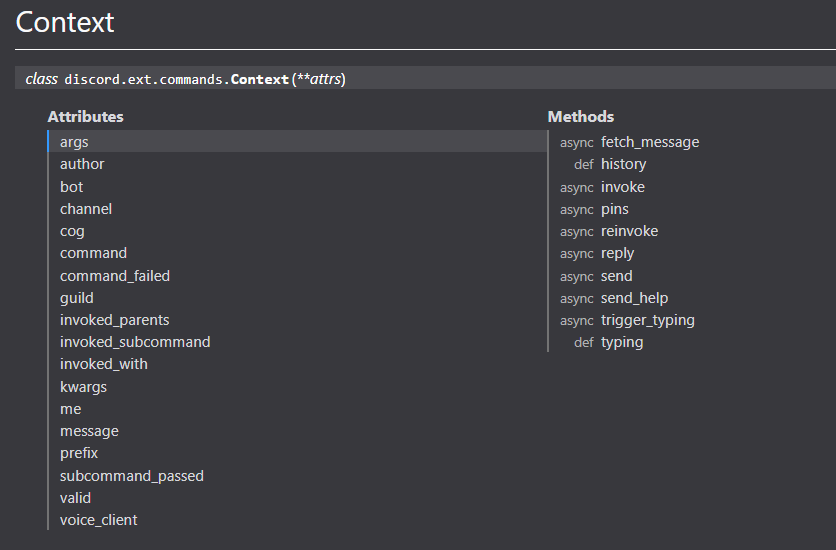 Context
class discord.ext.commands.Context(**attrs)
Attributes
args
author
bot
channel
cog
command
command_failed
guild
invoked_parents
invoked_subcommand
invoked_with
kwargs
me
message
prefix
subcommand_passed
valid
voice_client
Methods
async fetch_message
def history
async invoke
async pins
async reinvoke
async reply
async send
async send_help
async trigger_typing
def typing